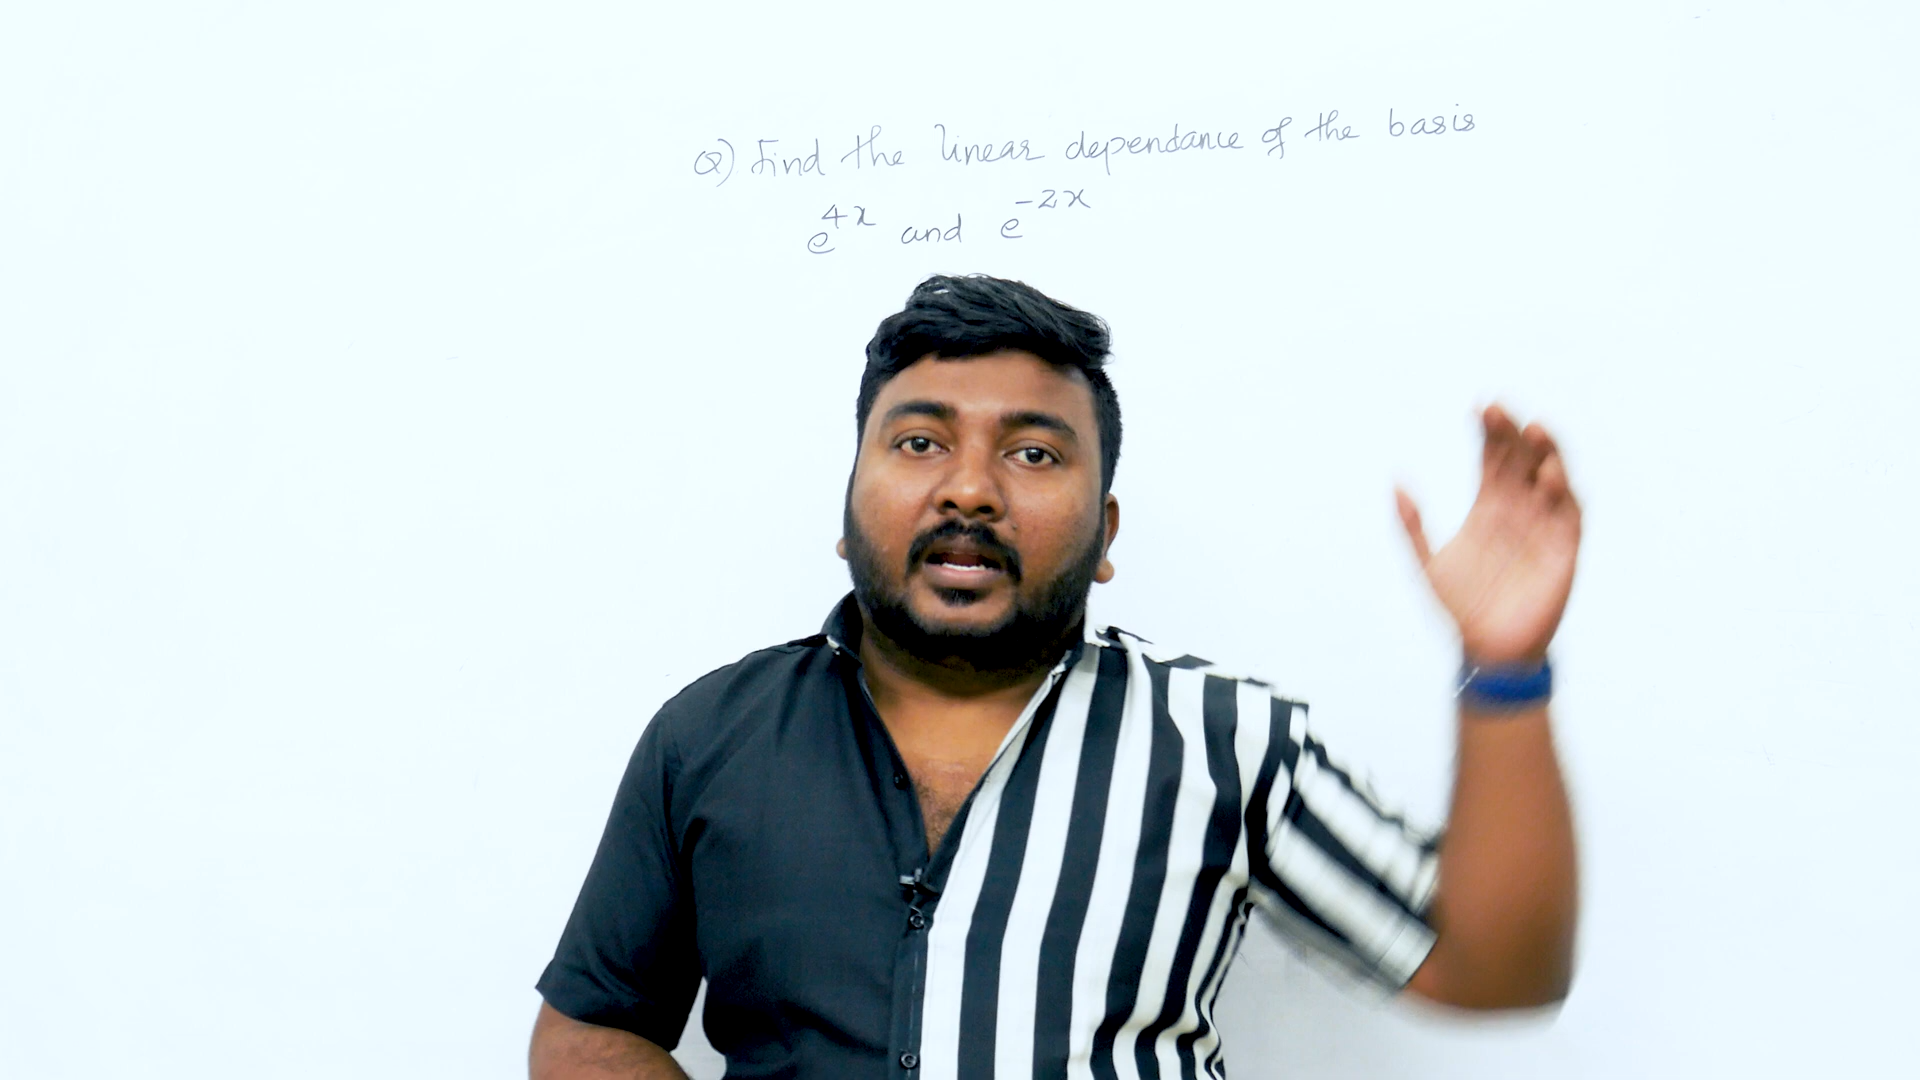 Q) Find the linear dependance of the basis
e^4x and e^-2x